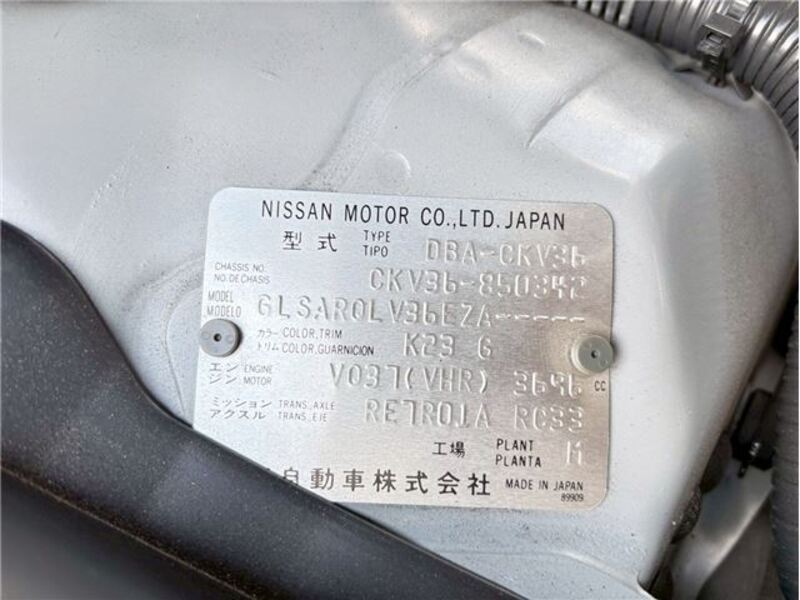 NISSAN MOTOR CO.,LTD. JAPAN
型式 TYPE TIPO DBA-CKV36
CHASSIS NO. NO. DE CHASIS CKV36-850342
MODEL MODELO GLSAROLV36EZA-----
カラー COLOR, TRIM トリム COLOR, GUARNICION K23 G
エンジン ENGINE MOTOR V037(VHR) 3696 CC
ミッション TRANS., AXLE アクスル TRANS., EJE RE7R01A RC33
工場 PLANT PLANTA M
自動車株式会社 MADE IN JAPAN
89909